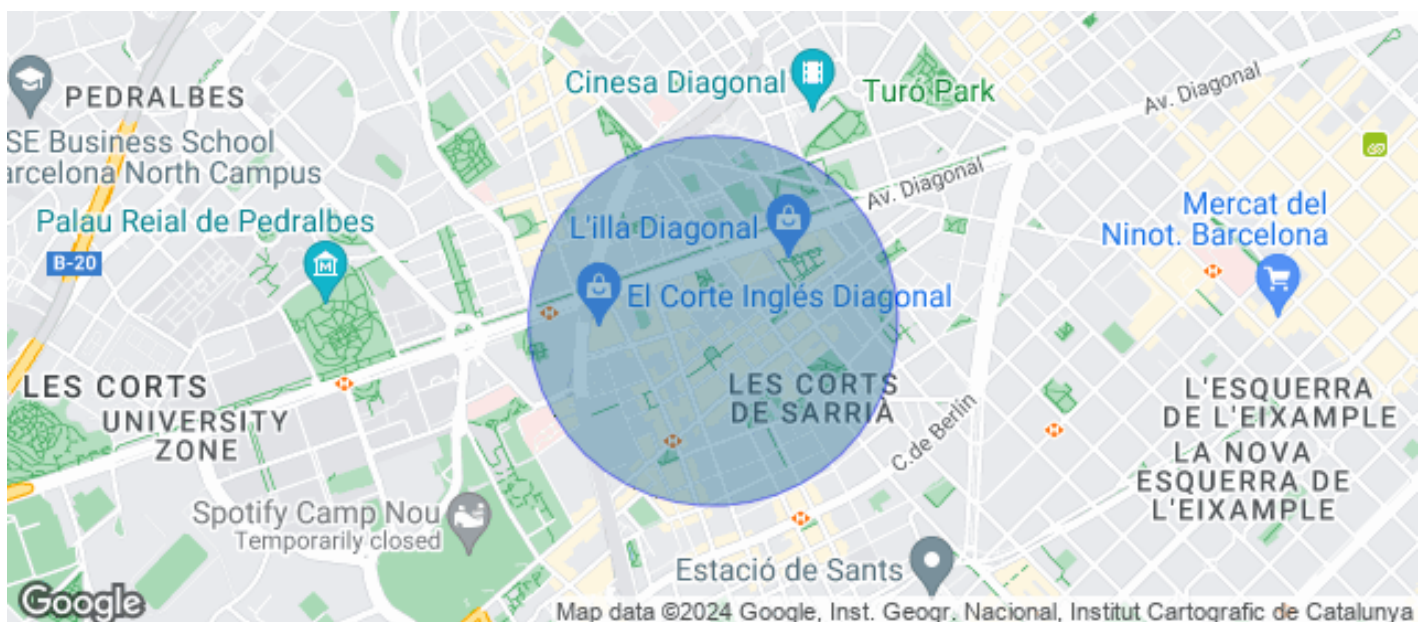 Cinesa Diagonal
Turó Park
Av. Diagonal
PEDRALBES
SE Business School
arcelona North Campus
Av. Diagonal
Palau Reial de Pedralbes
L'illa Diagonal
Mercat del
Ninot. Barcelona
B-20
El Corte Inglés Diagonal
LES CORTS
UNIVERSITY
ZONE
LES CORTS
DE SARRIÀ
L'ESQUERRA
DE L'EIXAMPLE
C.de Berlín
LA NOVA
ESQUERRA DE
L'EIXAMPLE
Spotify Camp Nou
Temporarily closed
Estació de Sants
Google
Map data ©2024 Google, Inst. Geogr. Nacional, Institut Cartografic de Catalunya